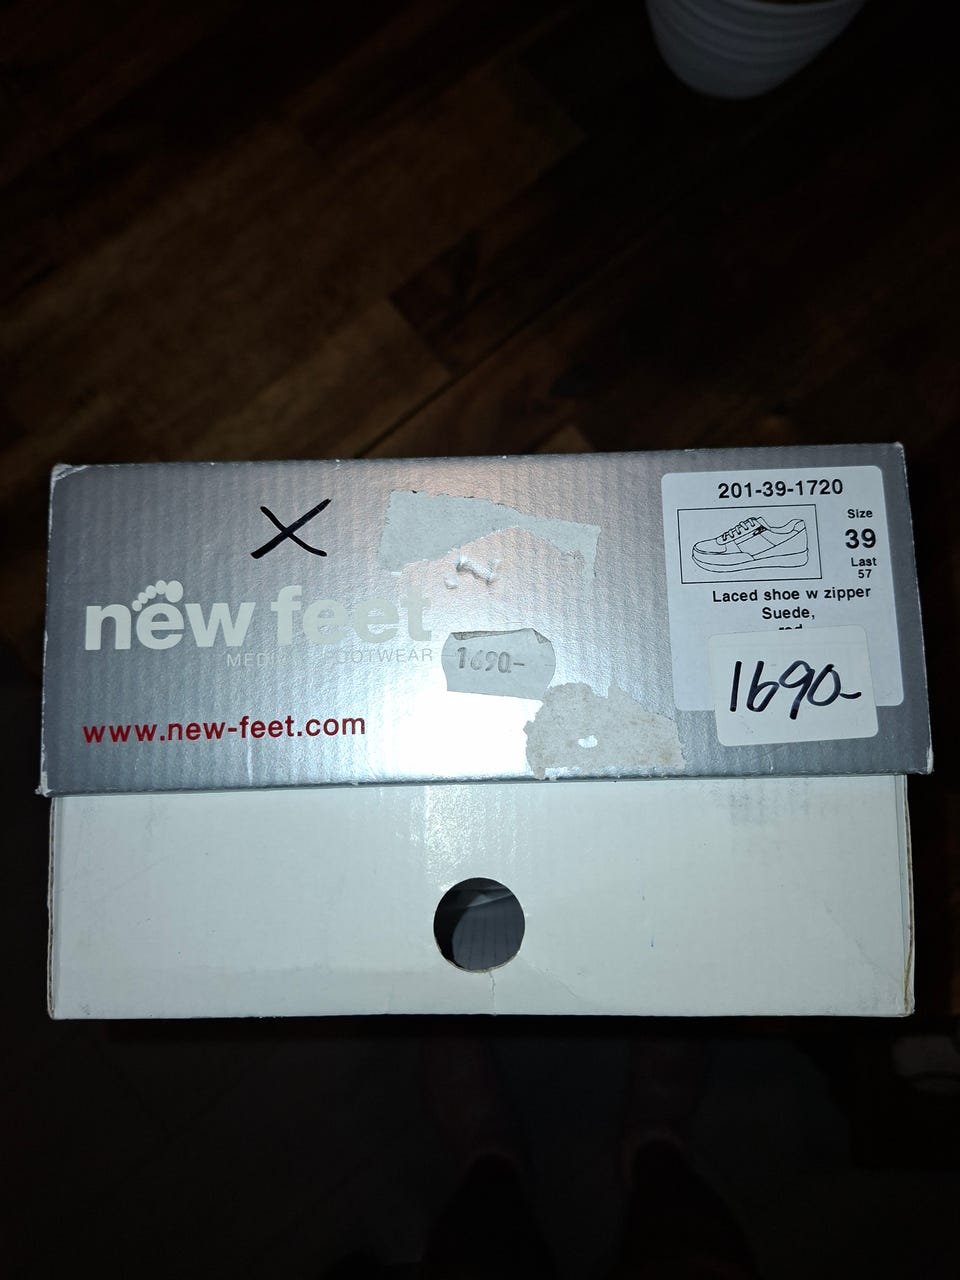 201-39-1720
Size
39
Last
57
Laced shoe w zipper
Suede,
1690-
new feet
FOOTWEAR
1690.-
www.new-feet.com